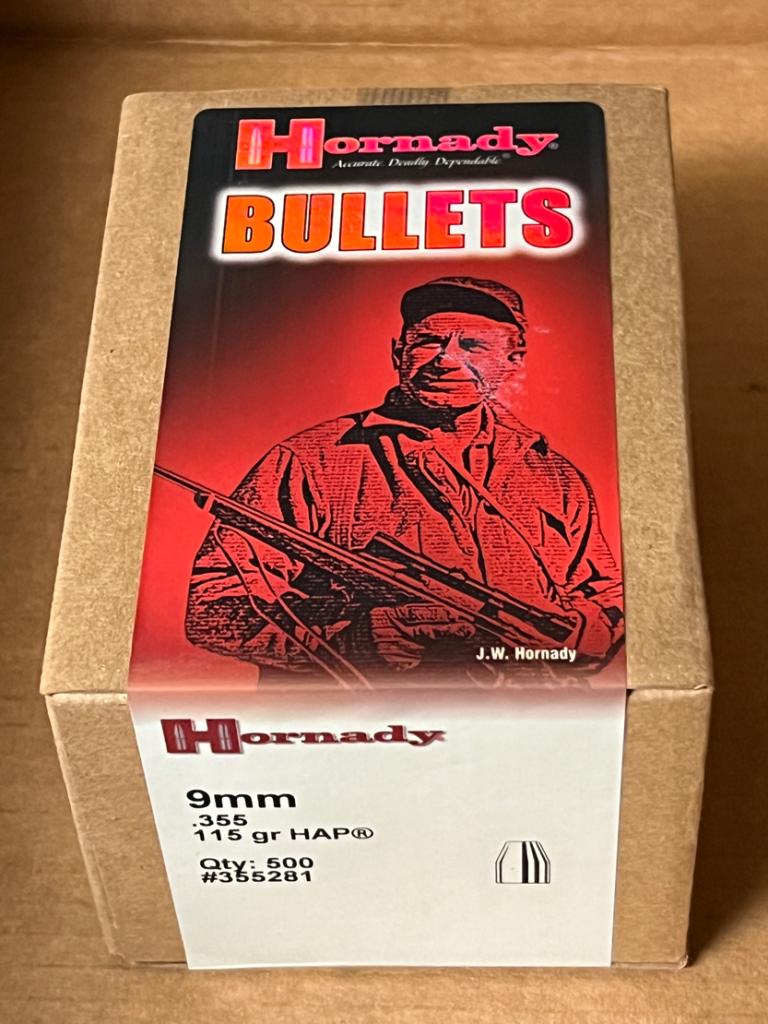 Hornady®
Accurate. Deadly. Dependable®
BULLETS
J.W. Hornady
Hornady
9mm
.355
115 gr HAP®
Qty: 500
#355281